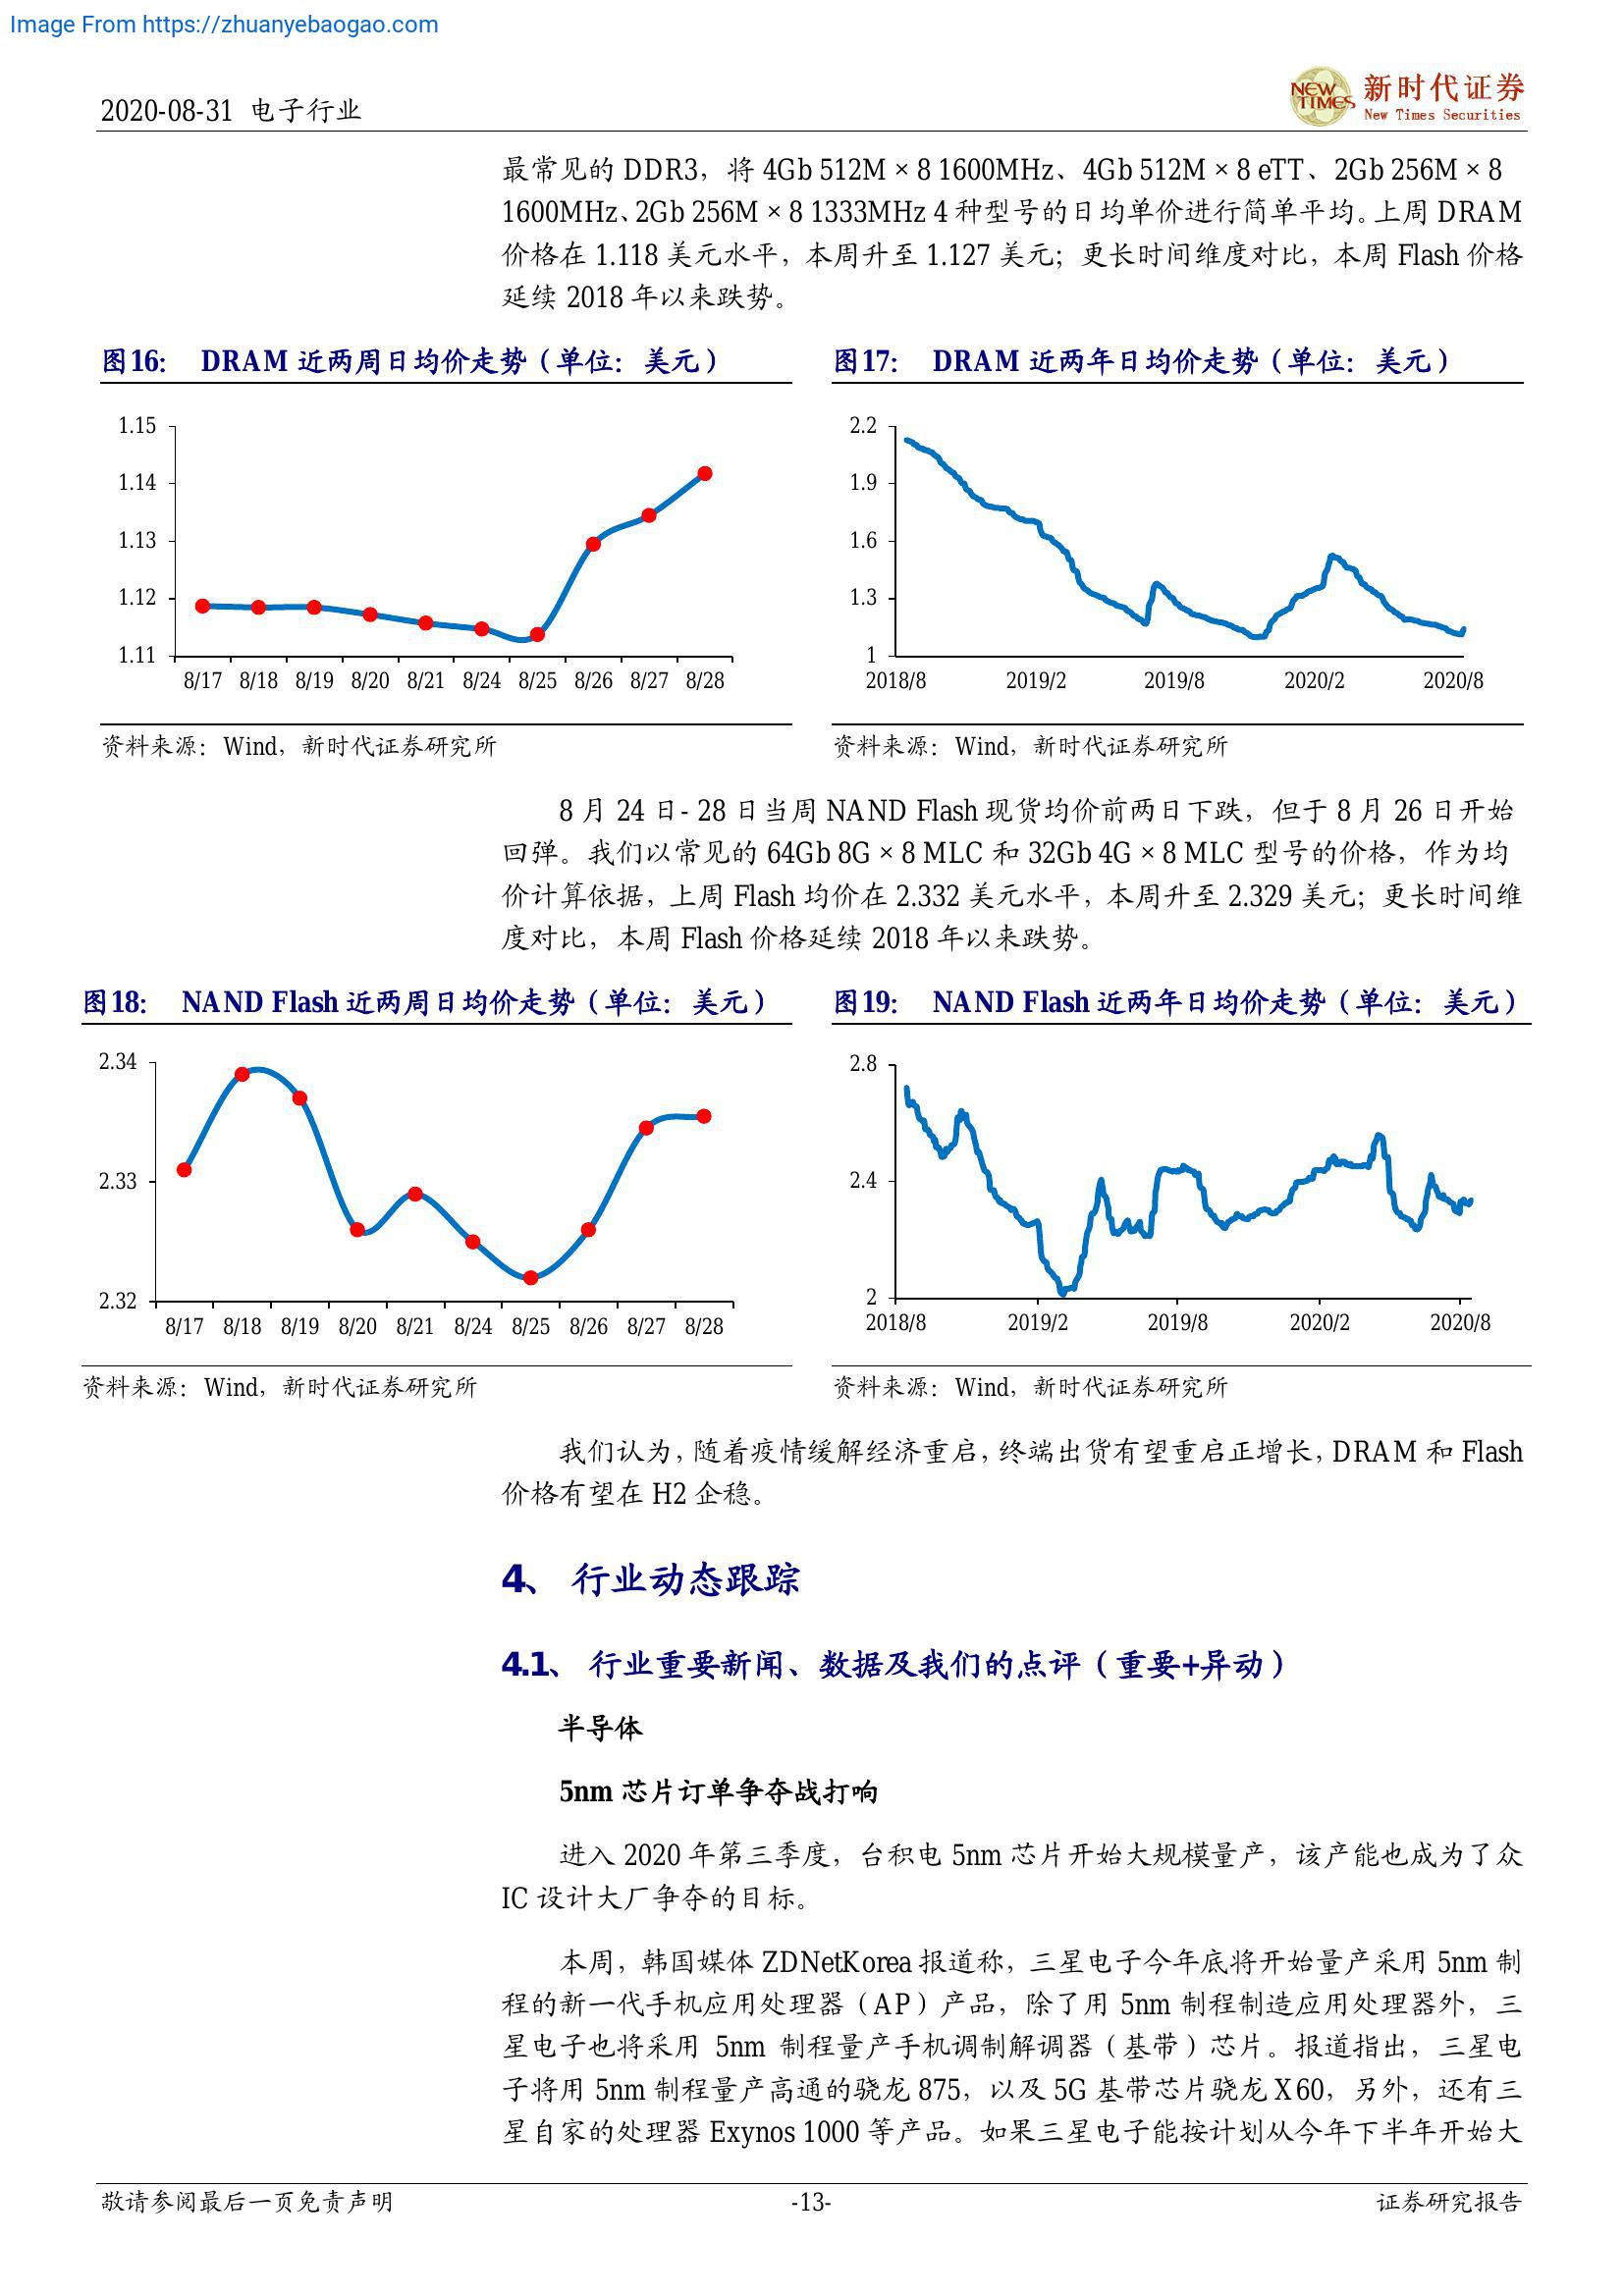 Image From https://zhuanyebaogao.com
2020-08-31 电子行业
NEW TIMES 新时代证券
New Times Securities
最常见的 DDR3，将 4Gb 512M × 8 1600MHz、4Gb 512M × 8 eTT、2Gb 256M × 8
1600MHz、2Gb 256M × 8 1333MHz 4 种型号的日均单价进行简单平均。上周 DRAM
价格在 1.118 美元水平，本周升至 1.127 美元；更长时间维度对比，本周 Flash 价格
延续 2018 年以来跌势。
图16： DRAM 近两周日均价走势（单位：美元）
1.15
1.14
1.13
1.12
1.11
8/17 8/18 8/19 8/20 8/21 8/24 8/25 8/26 8/27 8/28
资料来源：Wind，新时代证券研究所
图17： DRAM 近两年日均价走势（单位：美元）
2.2
1.9
1.6
1.3
1
2018/8 2019/2 2019/8 2020/2 2020/8
资料来源：Wind，新时代证券研究所
8 月 24 日- 28 日当周 NAND Flash 现货均价前两日下跌，但于 8 月 26 日开始
回弹。我们以常见的 64Gb 8G × 8 MLC 和 32Gb 4G × 8 MLC 型号的价格，作为均
价计算依据，上周 Flash 均价在 2.332 美元水平，本周升至 2.329 美元；更长时间维
度对比，本周 Flash 价格延续 2018 年以来跌势。
图18： NAND Flash 近两周日均价走势（单位：美元）
2.34
2.33
2.32
8/17 8/18 8/19 8/20 8/21 8/24 8/25 8/26 8/27 8/28
资料来源：Wind，新时代证券研究所
图19： NAND Flash 近两年日均价走势（单位：美元）
2.8
2.4
2
2018/8 2019/2 2019/8 2020/2 2020/8
资料来源：Wind，新时代证券研究所
我们认为，随着疫情缓解经济重启，终端出货有望重启正增长，DRAM 和 Flash
价格有望在 H2 企稳。
4、 行业动态跟踪
4.1、 行业重要新闻、数据及我们的点评（重要+异动）
半导体
5nm 芯片订单争夺战打响
进入 2020 年第三季度，台积电 5nm 芯片开始大规模量产，该产能也成为了众
IC 设计大厂争夺的目标。
本周，韩国媒体 ZDNetKorea 报道称，三星电子今年底将开始量产采用 5nm 制
程的新一代手机应用处理器（AP）产品，除了用 5nm 制程制造应用处理器外，三
星电子也将采用 5nm 制程量产手机调制解调器（基带）芯片。报道指出，三星电
子将用 5nm 制程量产高通的骁龙 875，以及 5G 基带芯片骁龙 X60，另外，还有三
星自家的处理器 Exynos 1000 等产品。如果三星电子能按计划从今年下半年开始大
敬请参阅最后一页免责声明
-13-
证券研究报告